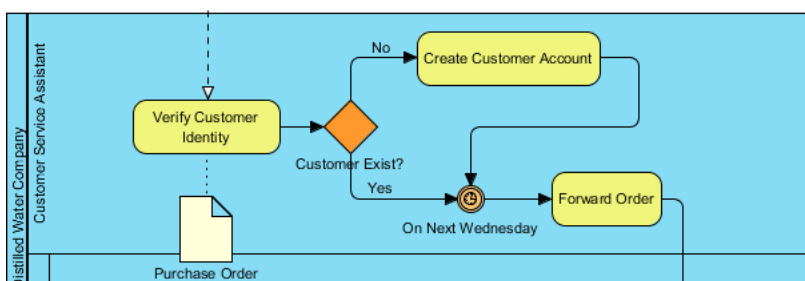 Distilled Water Company
Customer Service Assistant
Verify Customer
Identity
No
Create Customer Account
Customer Exist?
Yes
On Next Wednesday
Forward Order
Purchase Order